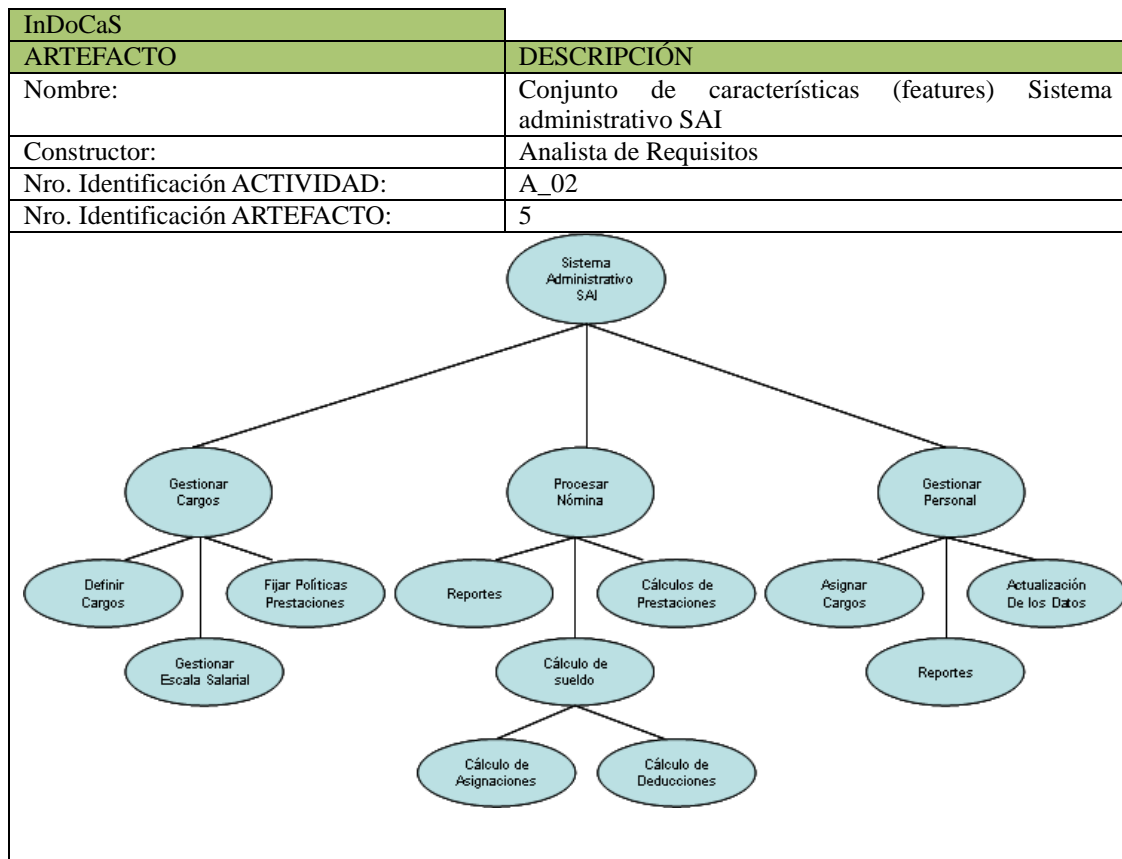 InDoCaS
ARTEFACTO DESCRIPCIÓN
Nombre: Conjunto de características (features) Sistema
administrativo SAI
Constructor: Analista de Requisitos
Nro. Identificación ACTIVIDAD: A_02
Nro. Identificación ARTEFACTO: 5
Sistema
Administrativo
SAI
Gestionar
Cargos
Procesar
Nómina
Gestionar
Personal
Definir
Cargos
Fijar Políticas
Prestaciones
Reportes
Cálculos de
Prestaciones
Asignar
Cargos
Actualización
De los Datos
Gestionar
Escala Salarial
Cálculo de
sueldo
Reportes
Cálculo de
Asignaciones
Cálculo de
Deducciones